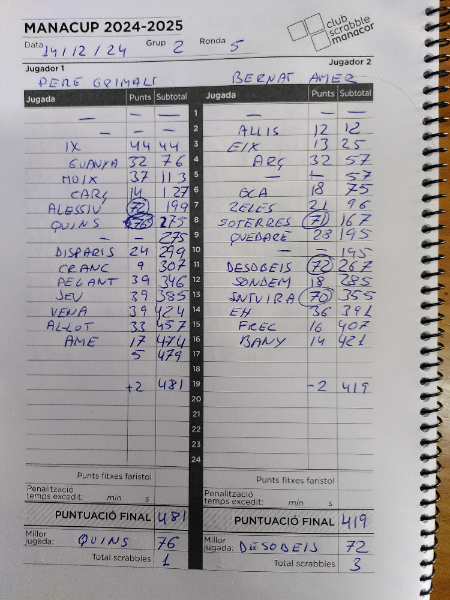 MANACUP 2024-2025
club scrabble manacor
Data 14/12/24 Grup 2 Ronda 5
Jugador 1 Jugador 2
PERE GRIMALT BERNAT AMER
Jugada Punts Subtotal Jugada Punts Subtotal
— — — 1 — — —
— — — 2 ALLIS 12 12
IX 44 44 3 EIX 13 25
GUANYA 32 76 4 ARÇ 32 57
MOIX 37 113 5 — — 57
CARÇ 14 127 6 GCA 18 75
ALESSIU 72 199 7 ZELES 21 96
QUINS 76 275 8 SOTERRES 71 167
— — 275 9 QUEDARE 28 195
DISPARIS 24 299 10 — — 195
CRANC 9 307 11 DESOBEIS 72 267
PELANT 39 346 12 SONDEM 18 285
JEU 39 385 13 INTUIRA 70 355
VENA 39 424 14 EH 36 391
ALLOT 33 457 15 FREC 16 407
AME 17 474 16 BANY 14 421
5 479 17
18
+2 481 19 -2 419
20
21
22
23
24
Punts fitxes faristol Punts fitxes faristol
Penalització temps excedit: min s Penalització temps excedit: min s
PUNTUACIÓ FINAL 481 PUNTUACIÓ FINAL 419
Millor jugada: QUINS 76 Millor jugada: DESOBEIS 72
Total scrabbles 1 Total scrabbles 3